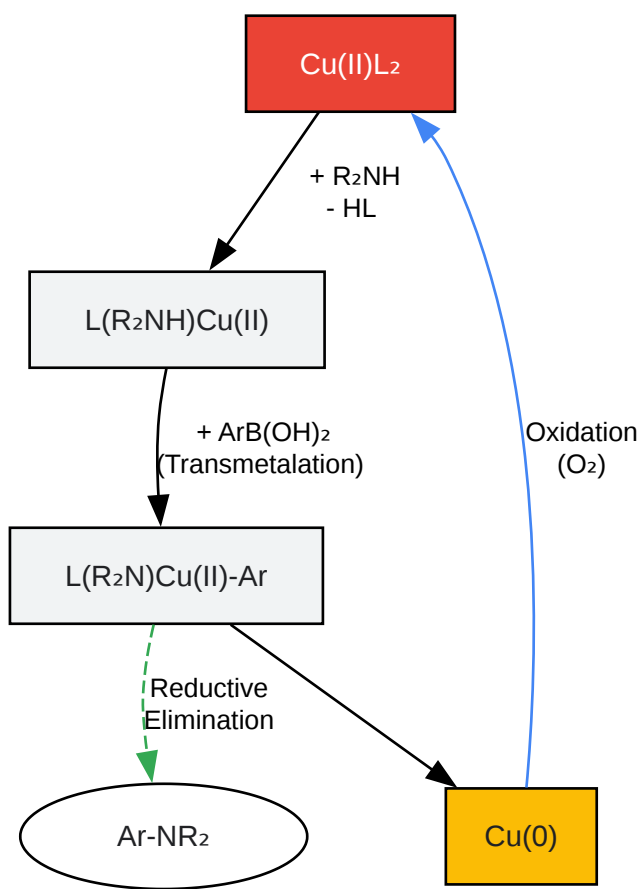 Cu(II)L₂
+ R₂NH
- HL
L(R₂NH)Cu(II)
+ ArB(OH)₂
(Transmetalation)
Oxidation
(O₂)
L(R₂N)Cu(II)-Ar
Reductive
Elimination
Ar-NR₂
Cu(0)